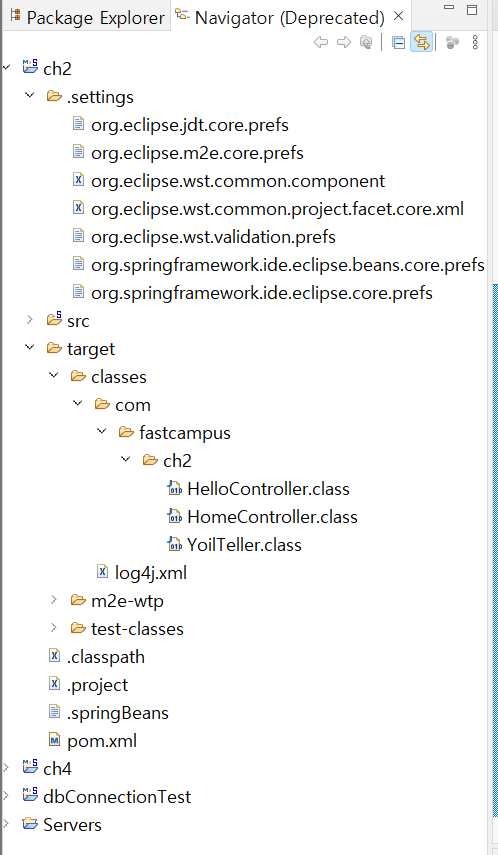 Package Explorer Navigator (Deprecated)
ch2
.settings
org.eclipse.jdt.core.prefs
org.eclipse.m2e.core.prefs
org.eclipse.wst.common.component
org.eclipse.wst.common.project.facet.core.xml
org.eclipse.wst.validation.prefs
org.springframework.ide.eclipse.beans.core.prefs
org.springframework.ide.eclipse.core.prefs
src
target
classes
com
fastcampus
ch2
HelloController.class
HomeController.class
YoilTeller.class
log4j.xml
m2e-wtp
test-classes
.classpath
.project
.springBeans
pom.xml
ch4
dbConnectionTest
Servers